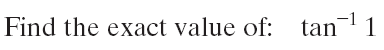 Find the exact value of: tan⁻¹ 1